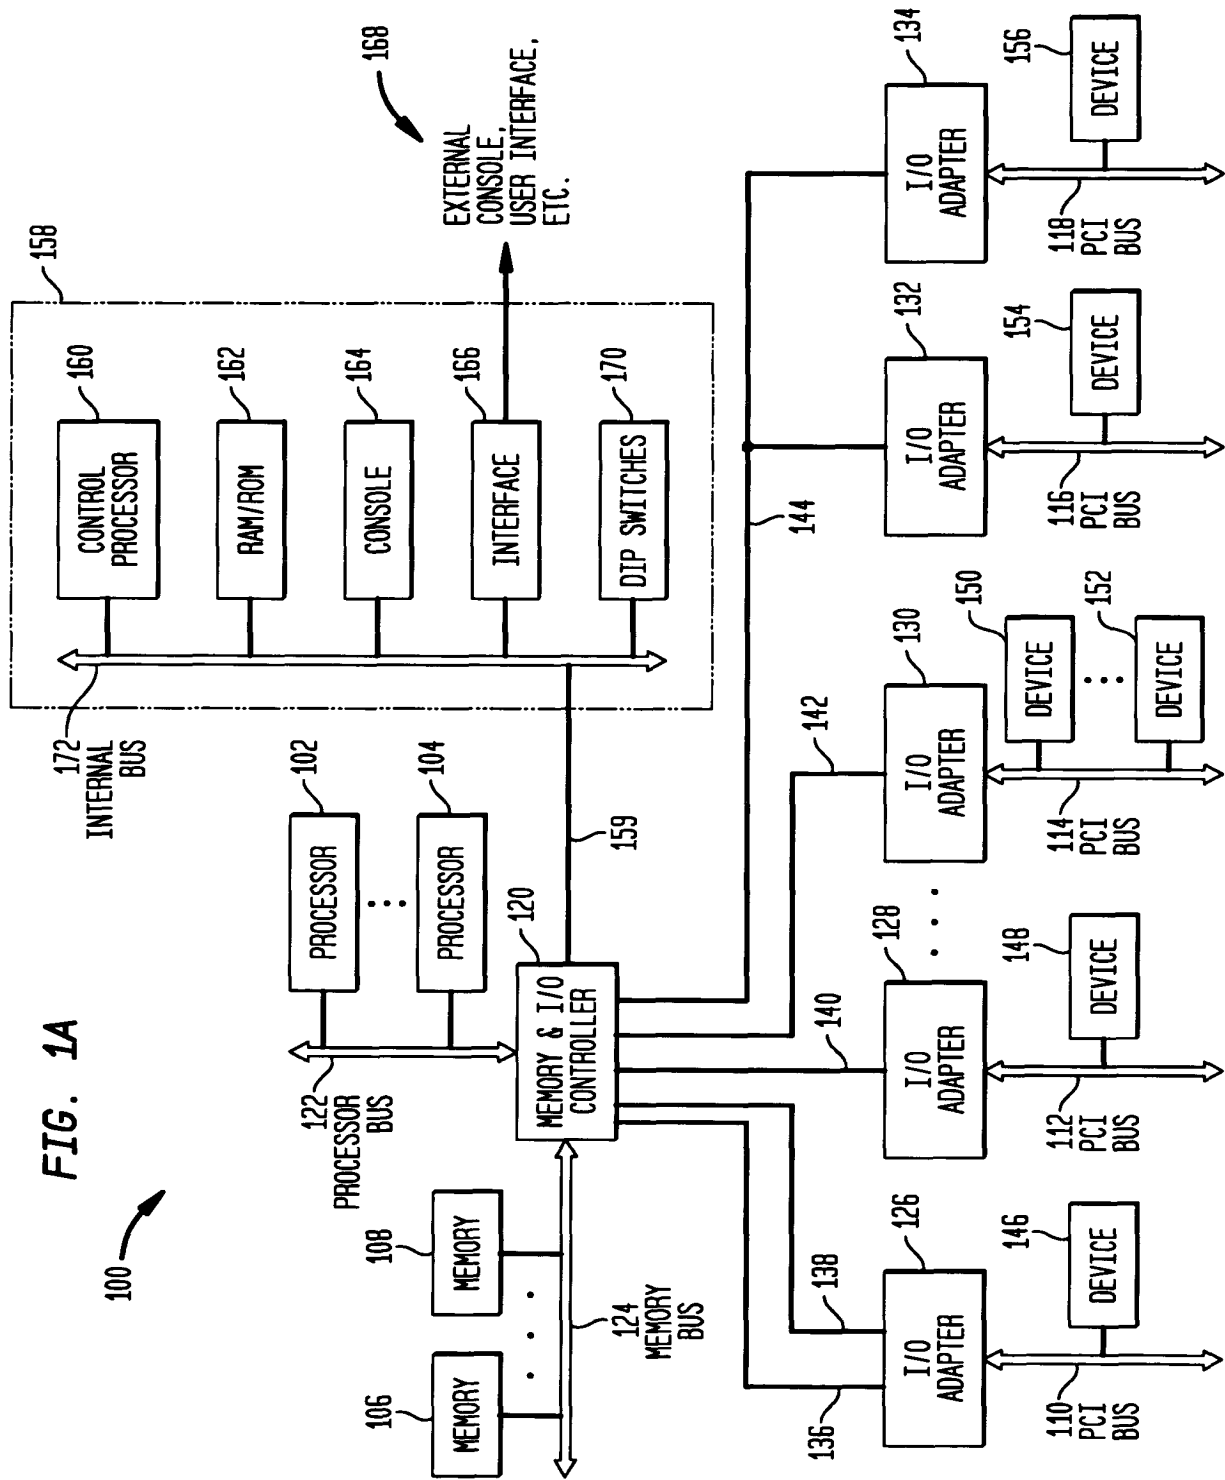 FIG. 1A
100
106
MEMORY
108
MEMORY
124
MEMORY
BUS
122
PROCESSOR
BUS
102
PROCESSOR
104
PROCESSOR
120
MEMORY & I/O
CONTROLLER
159
158
172
INTERNAL
BUS
160
CONTROL
PROCESSOR
162
RAM/ROM
164
CONSOLE
166
INTERFACE
170
DIP SWITCHES
168
EXTERNAL
CONSOLE,
USER INTERFACE,
ETC.
136
138
140
142
144
126
I/O
ADAPTER
128
I/O
ADAPTER
130
I/O
ADAPTER
132
I/O
ADAPTER
134
I/O
ADAPTER
110
PCI
BUS
146
DEVICE
112
PCI
BUS
148
DEVICE
114
PCI
BUS
150
DEVICE
152
DEVICE
116
PCI
BUS
154
DEVICE
118
PCI
BUS
156
DEVICE